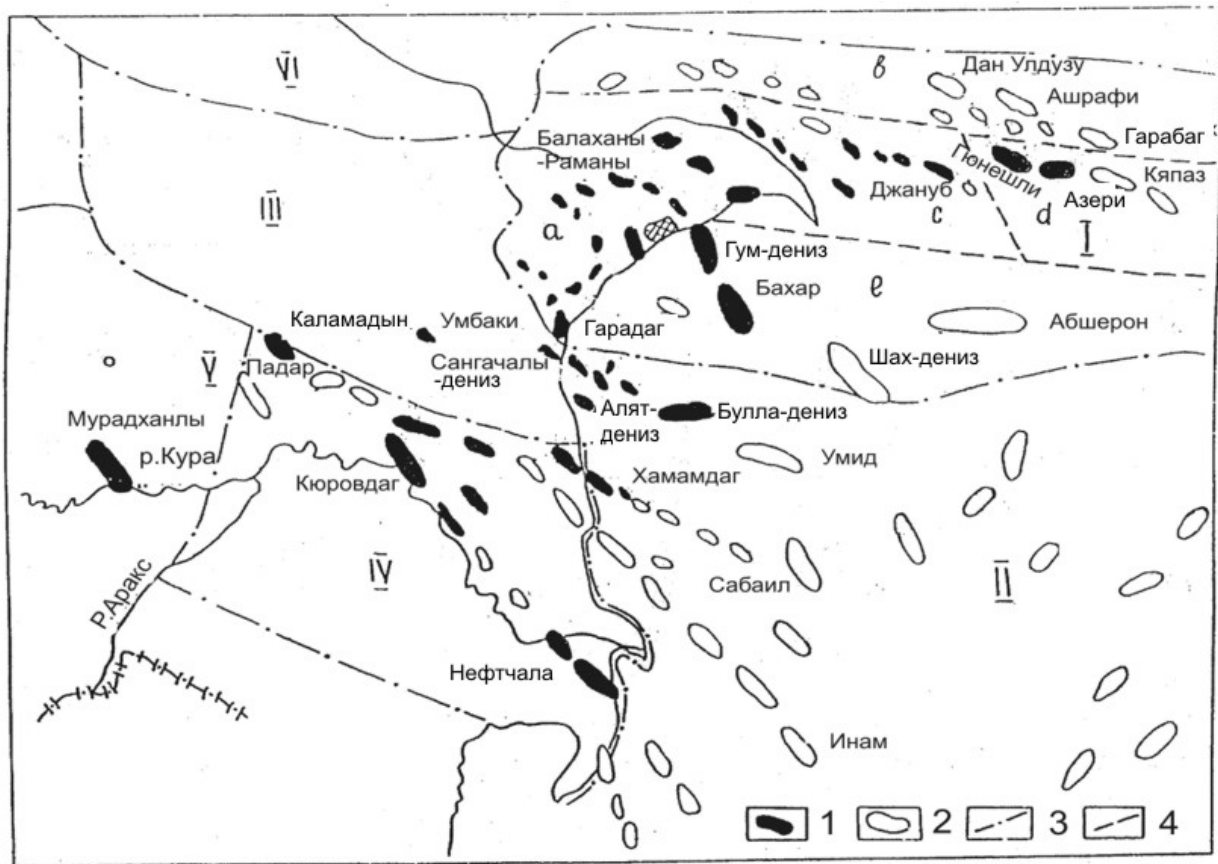 VI
в
Дан Улдузу
Ашрафи
Гарабаг
Балаханы
-Раманы
Гюнешли
Кяпаз
Джануб
Азери
III
а
с
d
I
Гум-дениз
е
Бахар
Абшерон
Каламадын
Умбаки
Гарадаг
Шах-дениз
V
Падар
Сангачалы
-дениз
Алят-
дениз
Булла-дениз
Мурадханлы
р.Кура
Умид
Кюровдаг
Хамамдаг
IV
Сабаил
II
Р.Аракс
Нефтчала
Инам
1
2
3
4